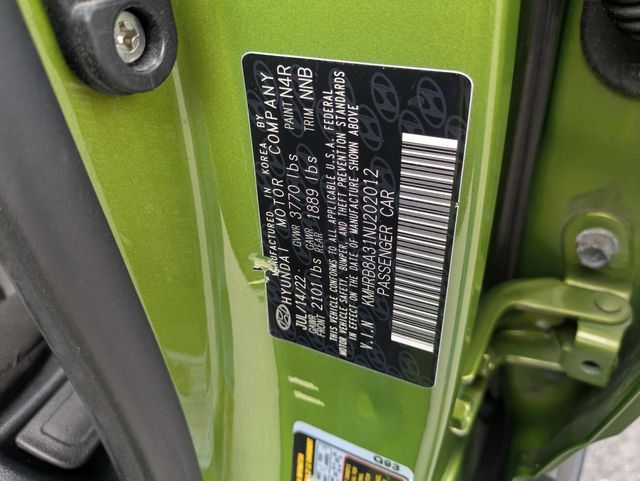 MANUFACTURED IN KOREA BY
HYUNDAI MOTOR COMPANY
JUL /14/22 GVWR 3770 lbs PAINT N4R
GAWR FRONT 2101 lbs GAWR REAR 1889 lbs TRIM NNB
THIS VEHICLE CONFORMS TO ALL APPLICABLE U.S.A. FEDERAL
MOTOR VEHICLE SAFETY, BUMPER, AND THEFT PREVENTION STANDARDS
IN EFFECT ON THE DATE OF MANUFACTURE SHOWN ABOVE
V.I.N KMHRB8A31NU202012
PASSENGER CAR
Q93